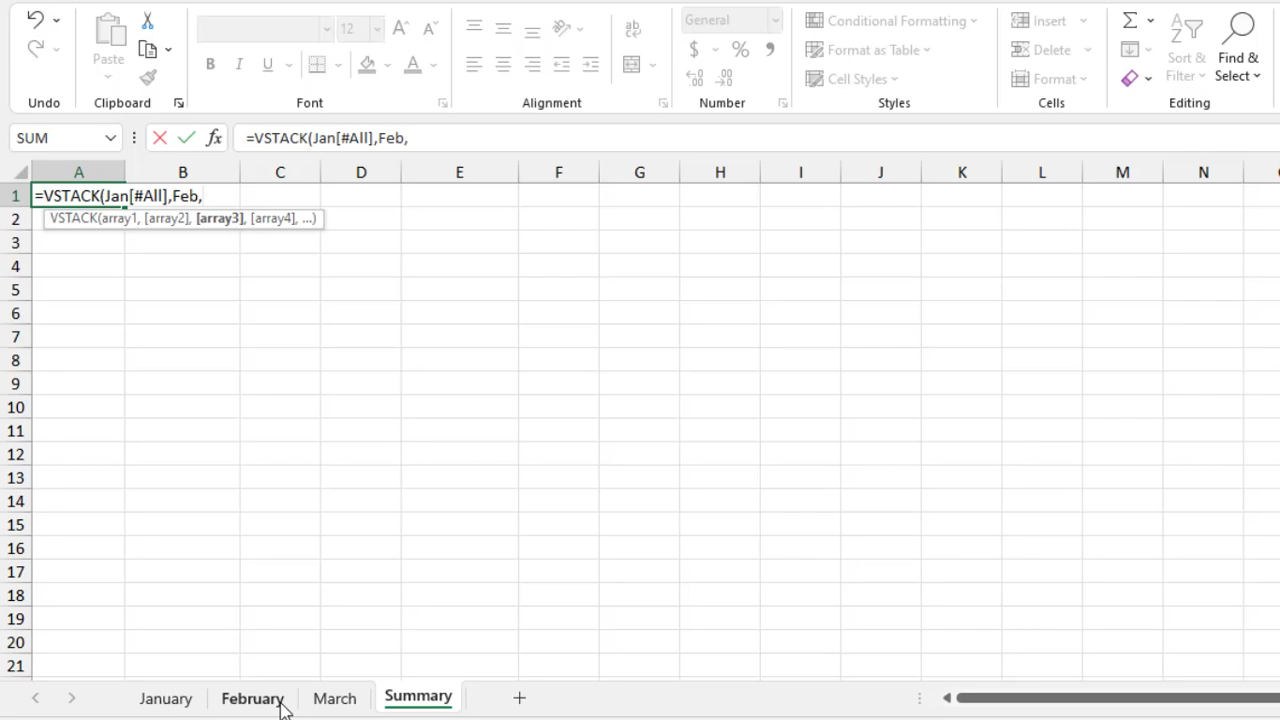 12
General
Conditional Formatting
Insert
Paste
$ % ,
Format as Table
Delete
Sort & Filter
Find & Select
B I U
A
ab
Cell Styles
Format
Undo
Clipboard
Font
Alignment
Number
Styles
Cells
Editing
SUM
fx
=VSTACK(Jan[#All],Feb,
A B C D E F G H I J K L M N
1 =VSTACK(Jan[#All],Feb,
2 VSTACK(array1, [array2], [array3], [array4], ...)
3
4
5
6
7
8
9
10
11
12
13
14
15
16
17
18
19
20
21
January February March Summary +